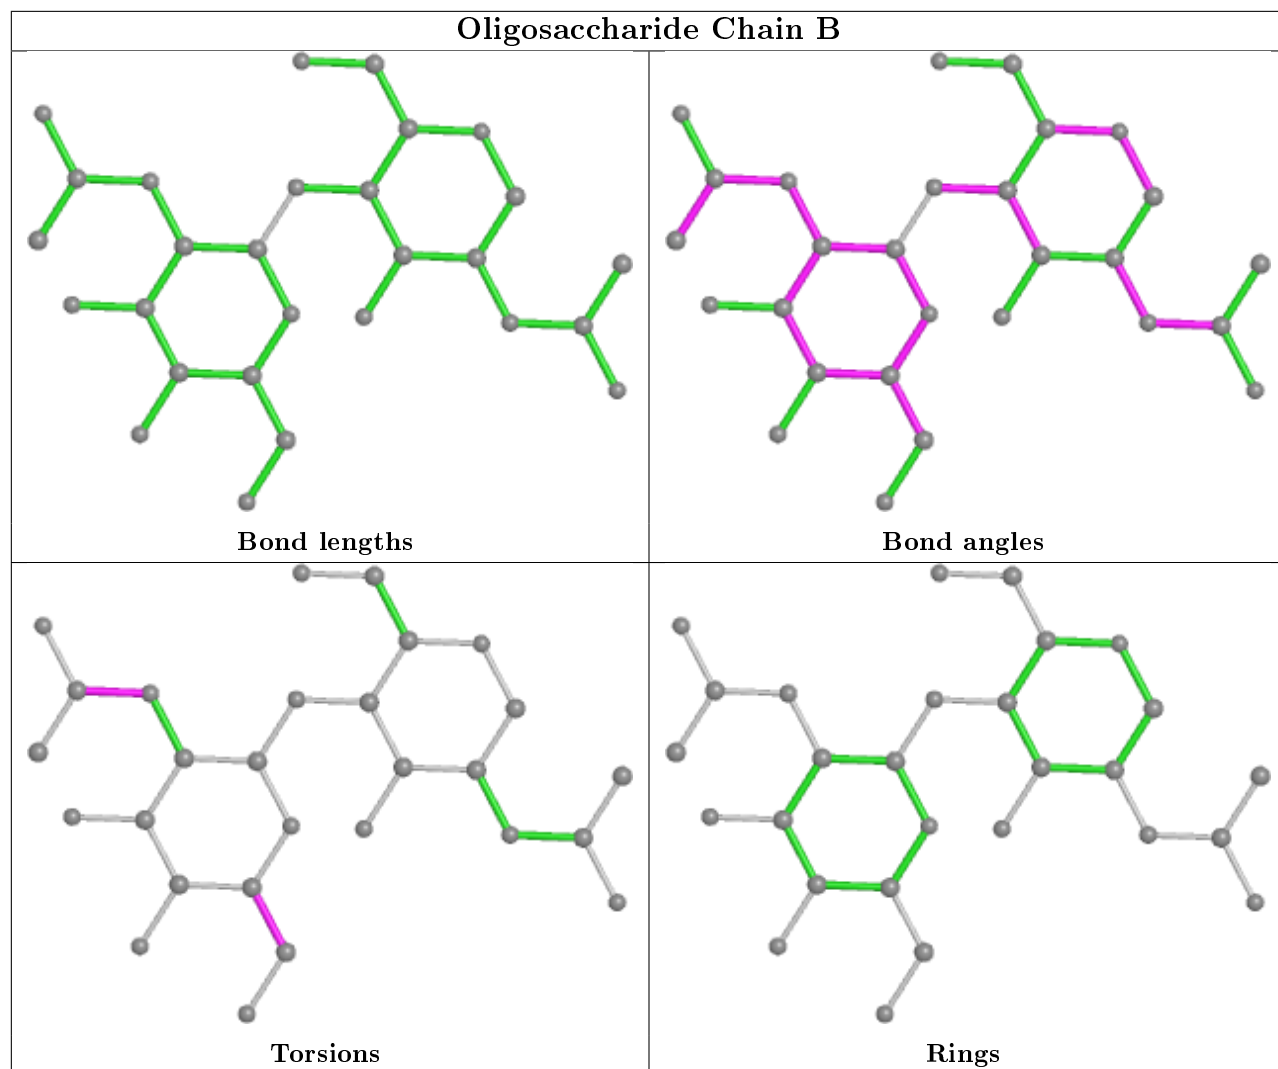 Oligosaccharide Chain B
Bond lengths
Bond angles
Torsions
Rings